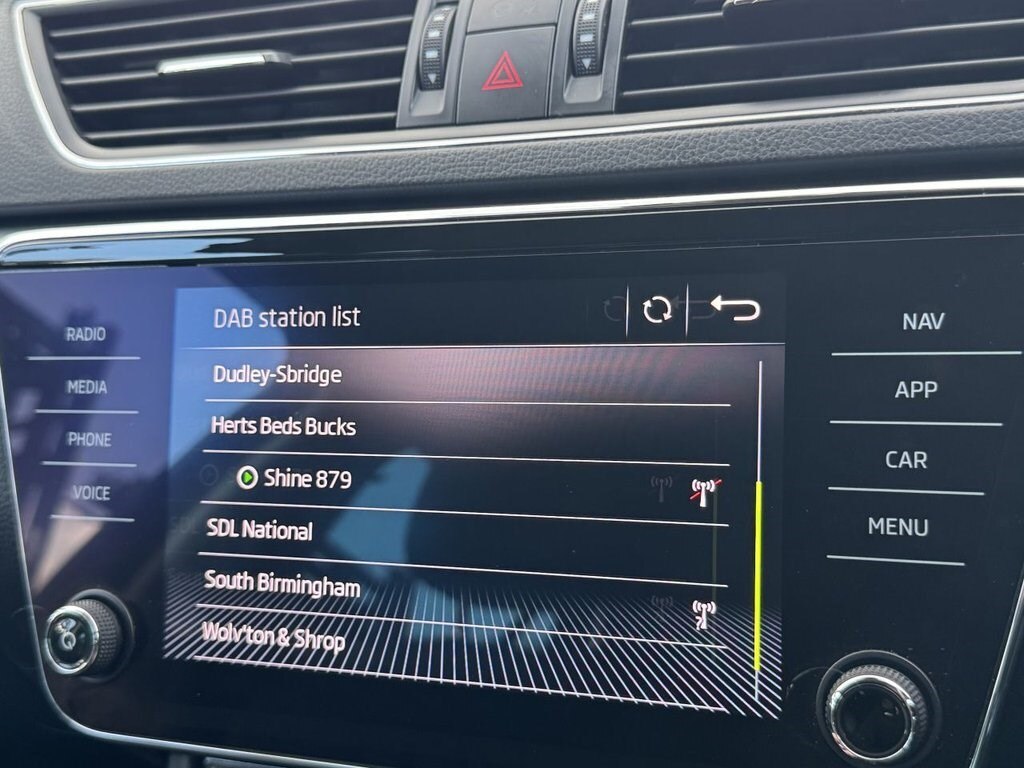 DAB station list
RADIO
MEDIA
PHONE
VOICE
Dudley-Sbridge
Herts Beds Bucks
Shine 879
SDL National
South Birmingham
Wolv'ton & Shrop
NAV
APP
CAR
MENU